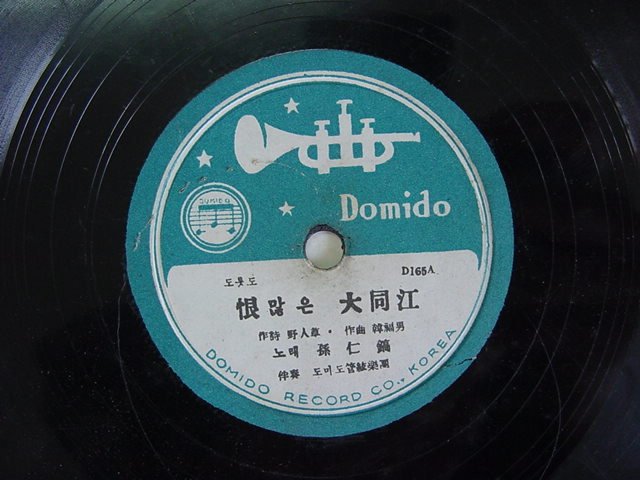 DOMIDO
Domido
D165A
도롯도
恨 많은 大同江
作詩 野人草 · 作曲 韓福男
노래 孫仁鎬
伴奏 도미도管絃樂團
DOMIDO RECORD CO., KOREA